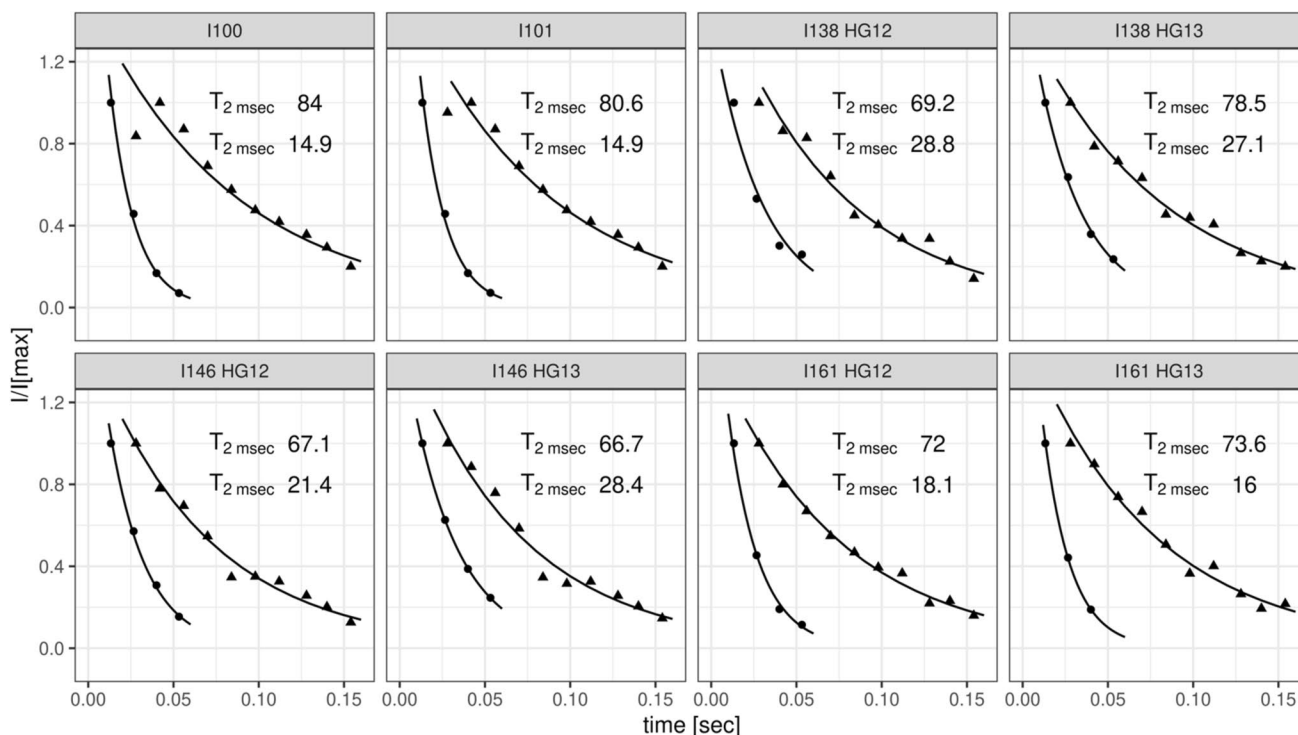 I100 I101 I138 HG12 I138 HG13
1.2
T2 msec 84 T2 msec 80.6 T2 msec 69.2 T2 msec 78.5
0.8
T2 msec 14.9 T2 msec 14.9 T2 msec 28.8 T2 msec 27.1
0.4
0.0
I/I[max]
I146 HG12 I146 HG13 I161 HG12 I161 HG13
1.2
T2 msec 67.1 T2 msec 66.7 T2 msec 72 T2 msec 73.6
0.8
T2 msec 21.4 T2 msec 28.4 T2 msec 18.1 T2 msec 16
0.4
0.0
0.00 0.05 0.10 0.15 0.00 0.05 0.10 0.15 0.00 0.05 0.10 0.15 0.00 0.05 0.10 0.15
time [sec]